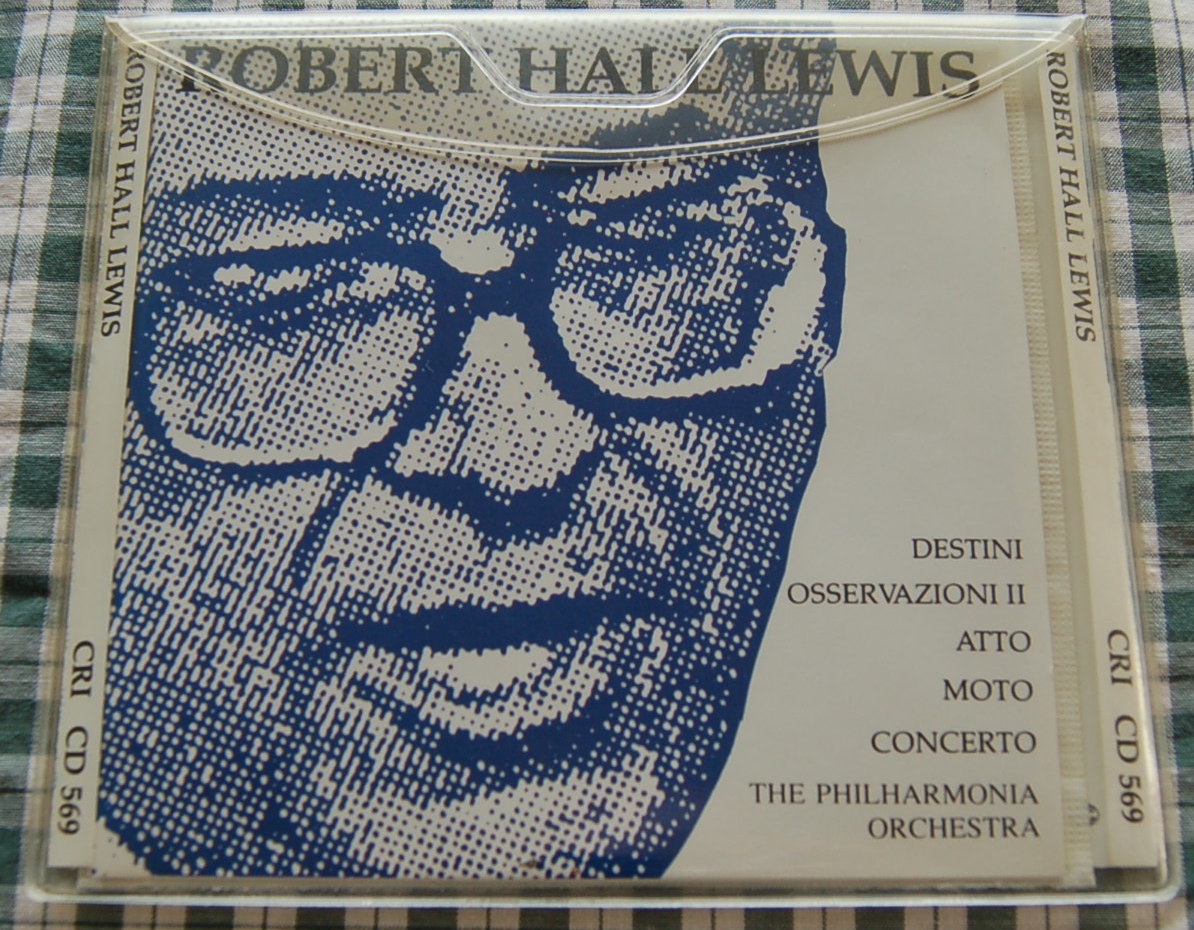 ROBERT HALL LEWIS
ROBERT HALL LEWIS
CRI CD 569
DESTINI
OSSERVAZIONI II
ATTO
MOTO
CONCERTO
THE PHILHARMONIA
ORCHESTRA
ROBERT HALL LEWIS
CRI CD 569